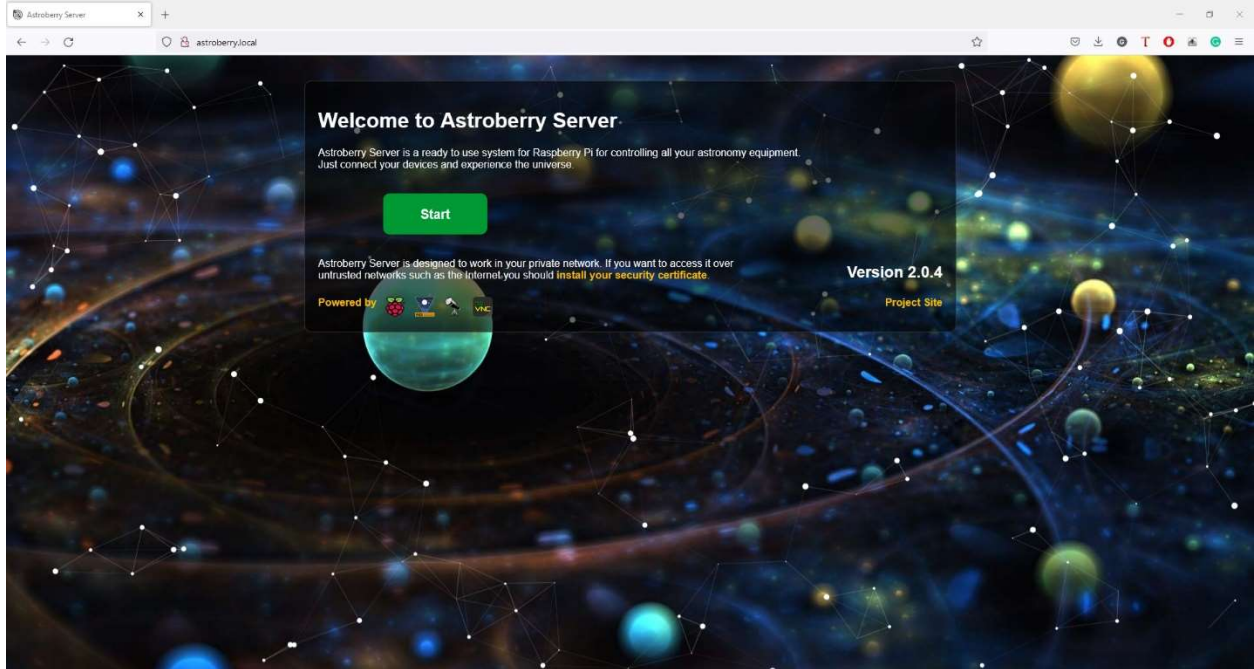 Astroberry Server
astroberry.local
Welcome to Astroberry Server
Astroberry Server is a ready to use system for Raspberry Pi for controlling all your astronomy equipment.
Just connect your devices and experience the universe.
Start
Astroberry Server is designed to work in your private network. If you want to access it over
untrusted networks such as the Internet you should install your security certificate.
Version 2.0.4
Powered by
VNC
Project Site